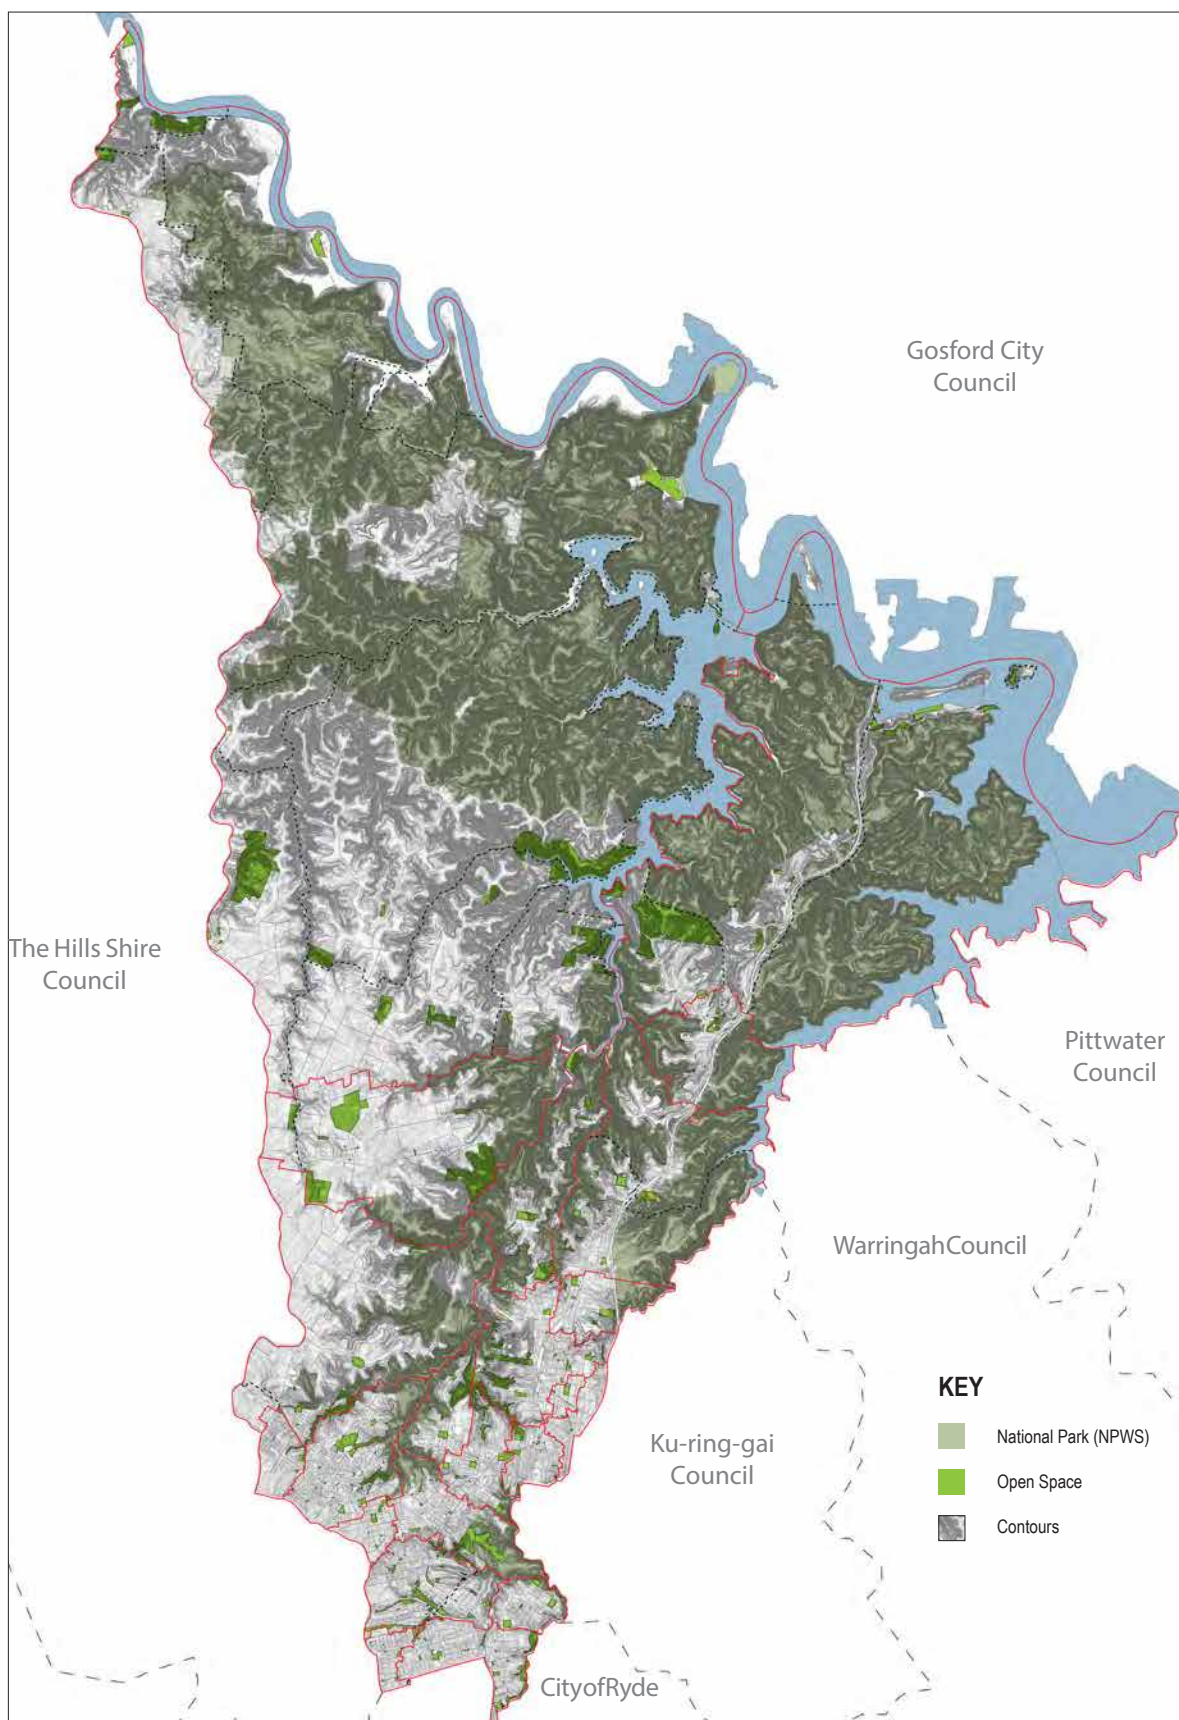 Gosford City
Council
The Hills Shire
Council
Pittwater
Council
WarringahCouncil
KEY
National Park (NPWS)
Open Space
Contours
Ku-ring-gai
Council
CityofRyde